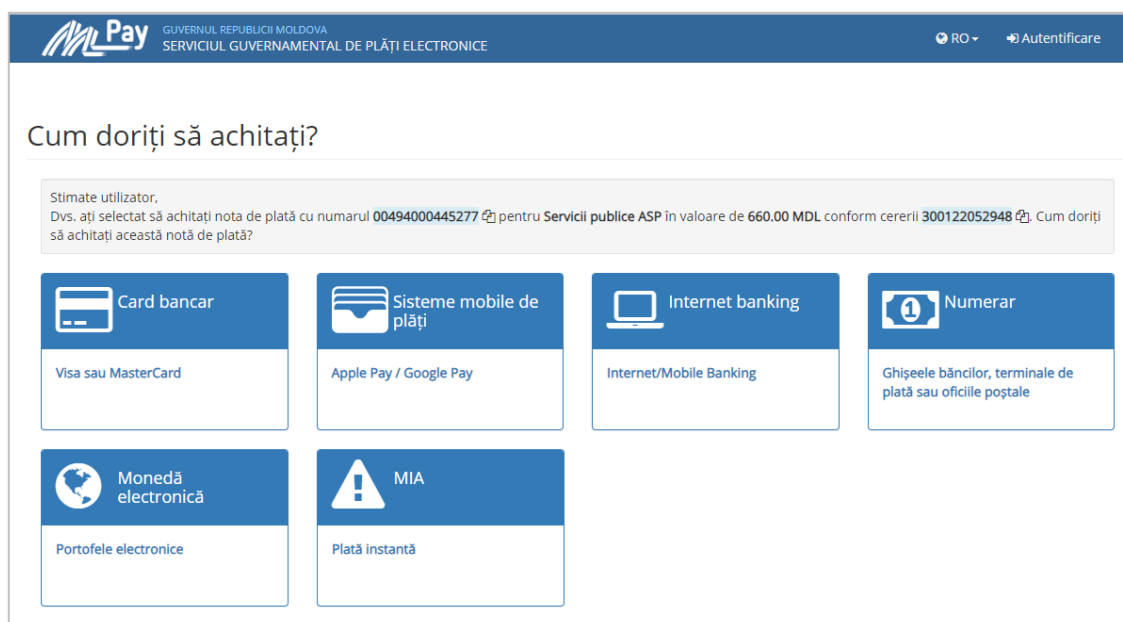 MPay
GUVERNUL REPUBLICII MOLDOVA
SERVICIUL GUVERNAMENTAL DE PLĂȚI ELECTRONICE
RO
Autentificare
Cum doriți să achitați?
Stimate utilizator,
Dvs. ați selectat să achitați nota de plată cu numarul 00494000445277 pentru Servicii publice ASP în valoare de 660.00 MDL conform cererii 300122052948. Cum doriți
să achitați această notă de plată?
Card bancar
Visa sau MasterCard
Sisteme mobile de
plăți
Apple Pay / Google Pay
Internet banking
Internet/Mobile Banking
1
Numerar
Ghișeele băncilor, terminale de
plată sau oficiile poștale
Monedă
electronică
Portofele electronice
MIA
Plată instantă